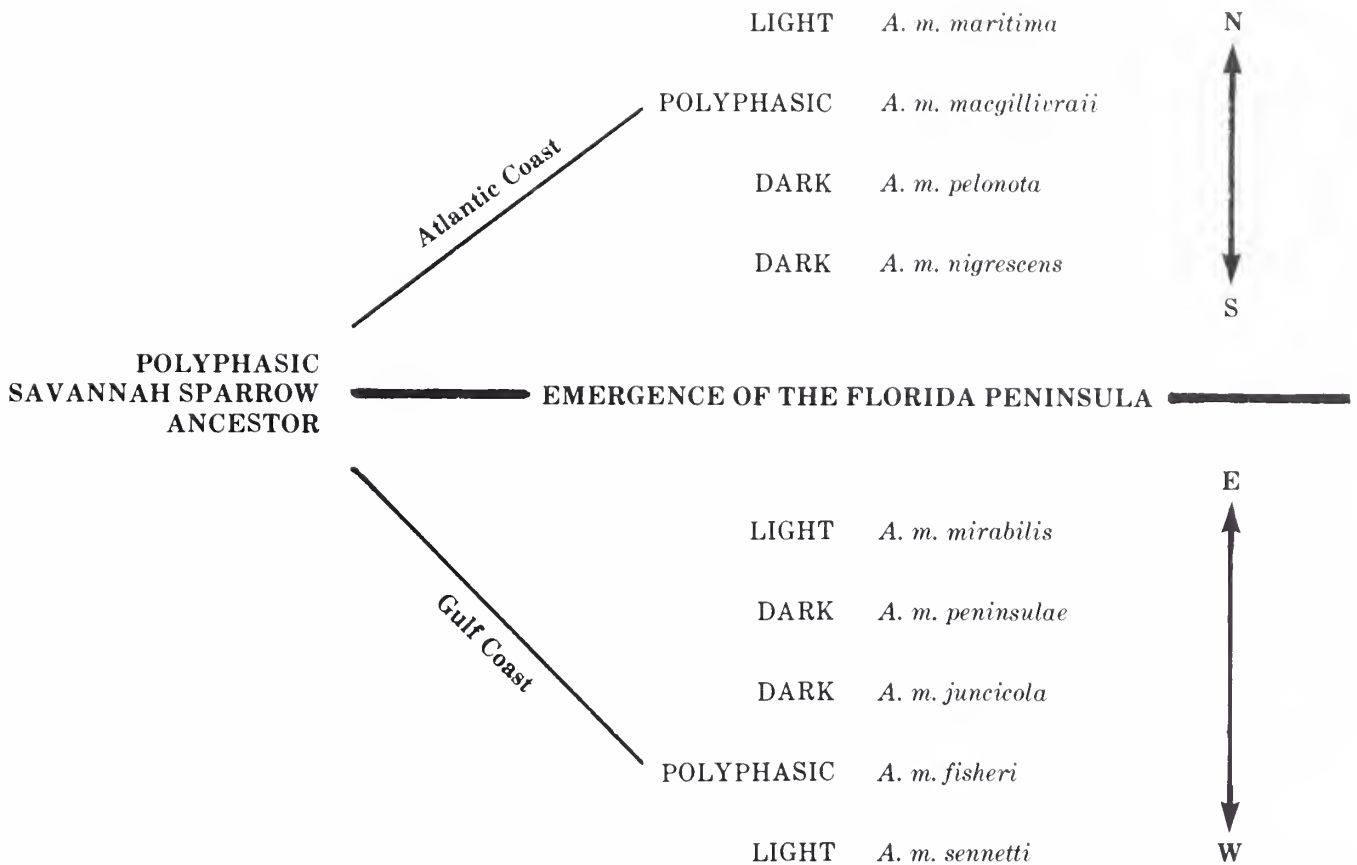 LIGHT A. m. maritima
N
POLYPHASIC A. m. macgillivraii
Atlantic Coast
DARK A. m. pelonota
DARK A. m. nigrescens
S
POLYPHASIC
SAVANNAH SPARROW
ANCESTOR
EMERGENCE OF THE FLORIDA PENINSULA
E
LIGHT A. m. mirabilis
DARK A. m. peninsulae
Gulf Coast
DARK A. m. juncicola
POLYPHASIC A. m. fisheri
LIGHT A. m. sennetti
W